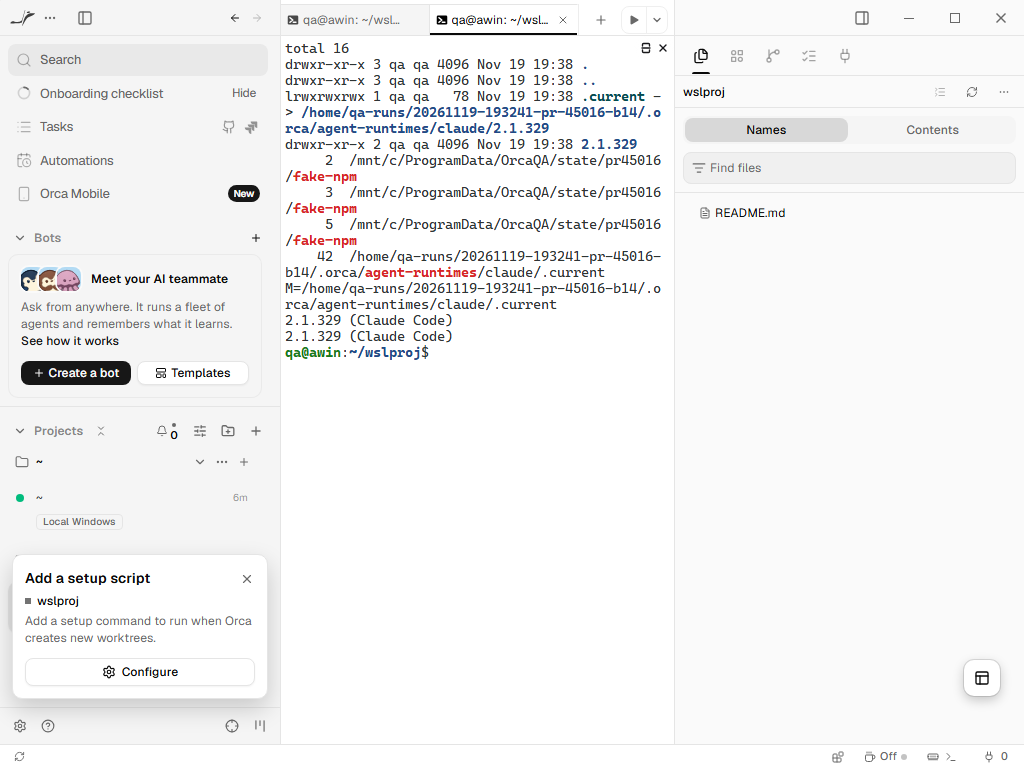 Search
Onboarding checklist
Hide
Tasks
Automations
Orca Mobile
New
Bots
Meet your AI teammate
Ask from anywhere. It runs a fleet of
agents and remembers what it learns.
See how it works
Create a bot
Templates
Projects
0
~
~
6m
Local Windows
Add a setup script
wslproj
Add a setup command to run when Orca
creates new worktrees.
Configure
qa@awin: ~/wsl...
qa@awin: ~/wsl...
total 16
drwxr-xr-x 3 qa qa 4096 Nov 19 19:38 .
drwxr-xr-x 3 qa qa 4096 Nov 19 19:38 ..
lrwxrwxrwx 1 qa qa   78 Nov 19 19:38 .current -
> /home/qa-runs/20261119-193241-pr-45016-b14/.o
rca/agent-runtimes/claude/2.1.329
drwxr-xr-x 2 qa qa 4096 Nov 19 19:38 2.1.329
     2  /mnt/c/ProgramData/OrcaQA/state/pr45016
/fake-npm
     3  /mnt/c/ProgramData/OrcaQA/state/pr45016
/fake-npm
     5  /mnt/c/ProgramData/OrcaQA/state/pr45016
/fake-npm
    42  /home/qa-runs/20261119-193241-pr-45016-
b14/.orca/agent-runtimes/claude/.current
M=/home/qa-runs/20261119-193241-pr-45016-b14/.o
rca/agent-runtimes/claude/.current
2.1.329 (Claude Code)
2.1.329 (Claude Code)
qa@awin:~/wslproj$
wslproj
Names
Contents
Find files
README.md
Off
0